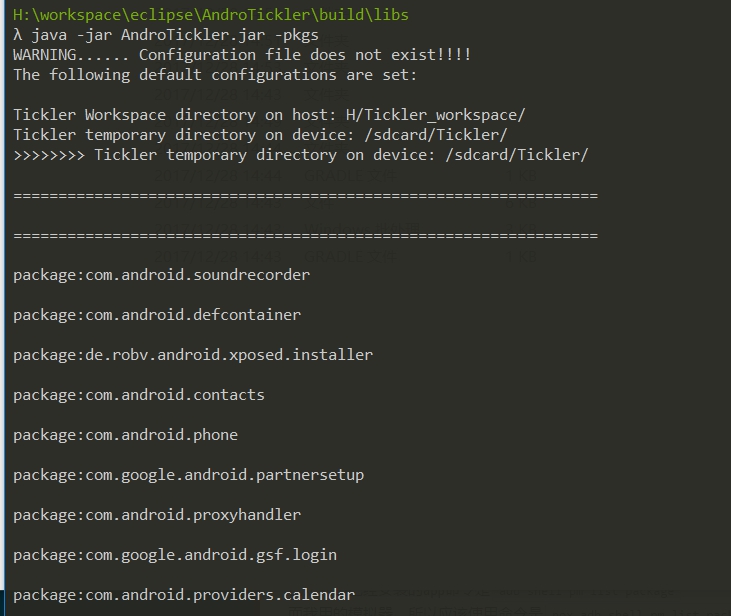 H:\workspace\eclipse\AndroTickler\build\libs
λ java -jar AndroTickler.jar -pkgs
WARNING...... Configuration file does not exist!!!!
The following default configurations are set:
Tickler Workspace directory on host: H/Tickler_workspace/
Tickler temporary directory on device: /sdcard/Tickler/
>>>>>>>> Tickler temporary directory on device: /sdcard/Tickler/
=================================================================
=================================================================
package:com.android.soundrecorder
package:com.android.defcontainer
package:de.robv.android.xposed.installer
package:com.android.contacts
package:com.android.phone
package:com.google.android.partnersetup
package:com.android.proxyhandler
package:com.google.android.gsf.login
package:com.android.providers.calendar